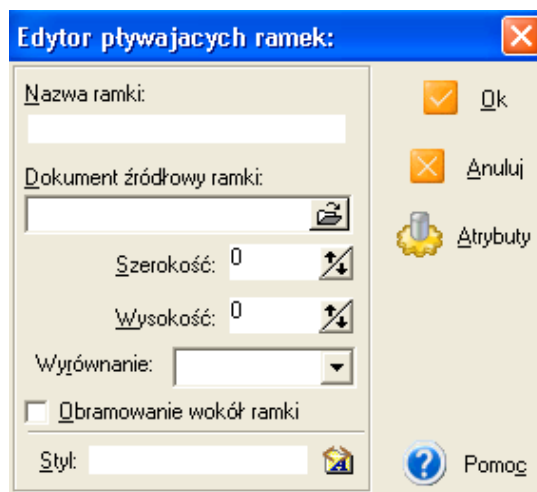 Edytor pływajacych ramek:
Nazwa ramki:
Ok
Dokument źródłowy ramki:
Anuluj
Atrybuty
Szerokość: 0
Wysokość: 0
Wyrównanie:
Obramowanie wokół ramki
Styl:
Pomoc